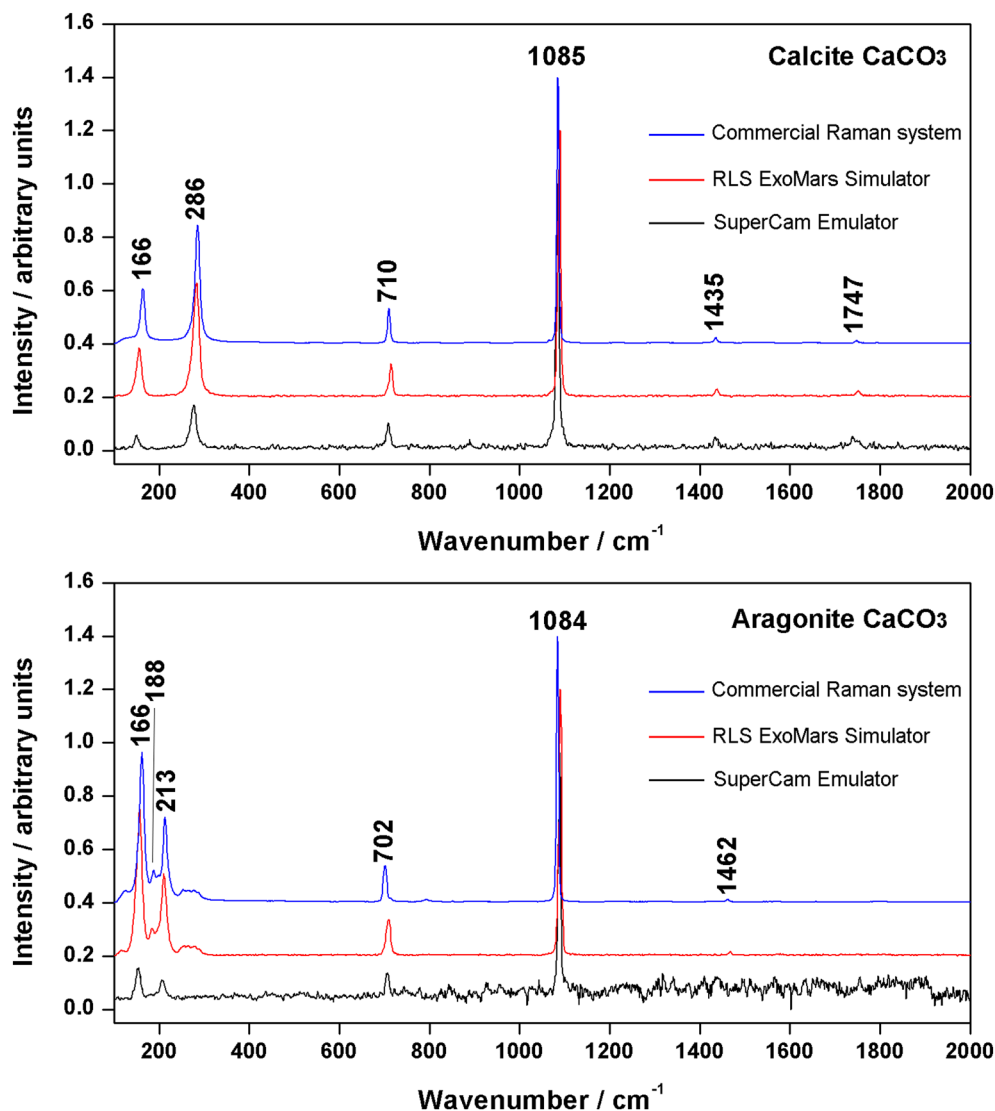 1.6
1.4
1.2
1.0
0.8
0.6
0.4
0.2
0.0
Intensity / arbitrary units
166
286
710
1085
1435
1747
Calcite CaCO3
Commercial Raman system
RLS ExoMars Simulator
SuperCam Emulator
200 400 600 800 1000 1200 1400 1600 1800 2000
Wavenumber / cm-1
1.6
1.4
1.2
1.0
0.8
0.6
0.4
0.2
0.0
Intensity / arbitrary units
166
188
213
702
1084
1462
Aragonite CaCO3
Commercial Raman system
RLS ExoMars Simulator
SuperCam Emulator
200 400 600 800 1000 1200 1400 1600 1800 2000
Wavenumber / cm-1